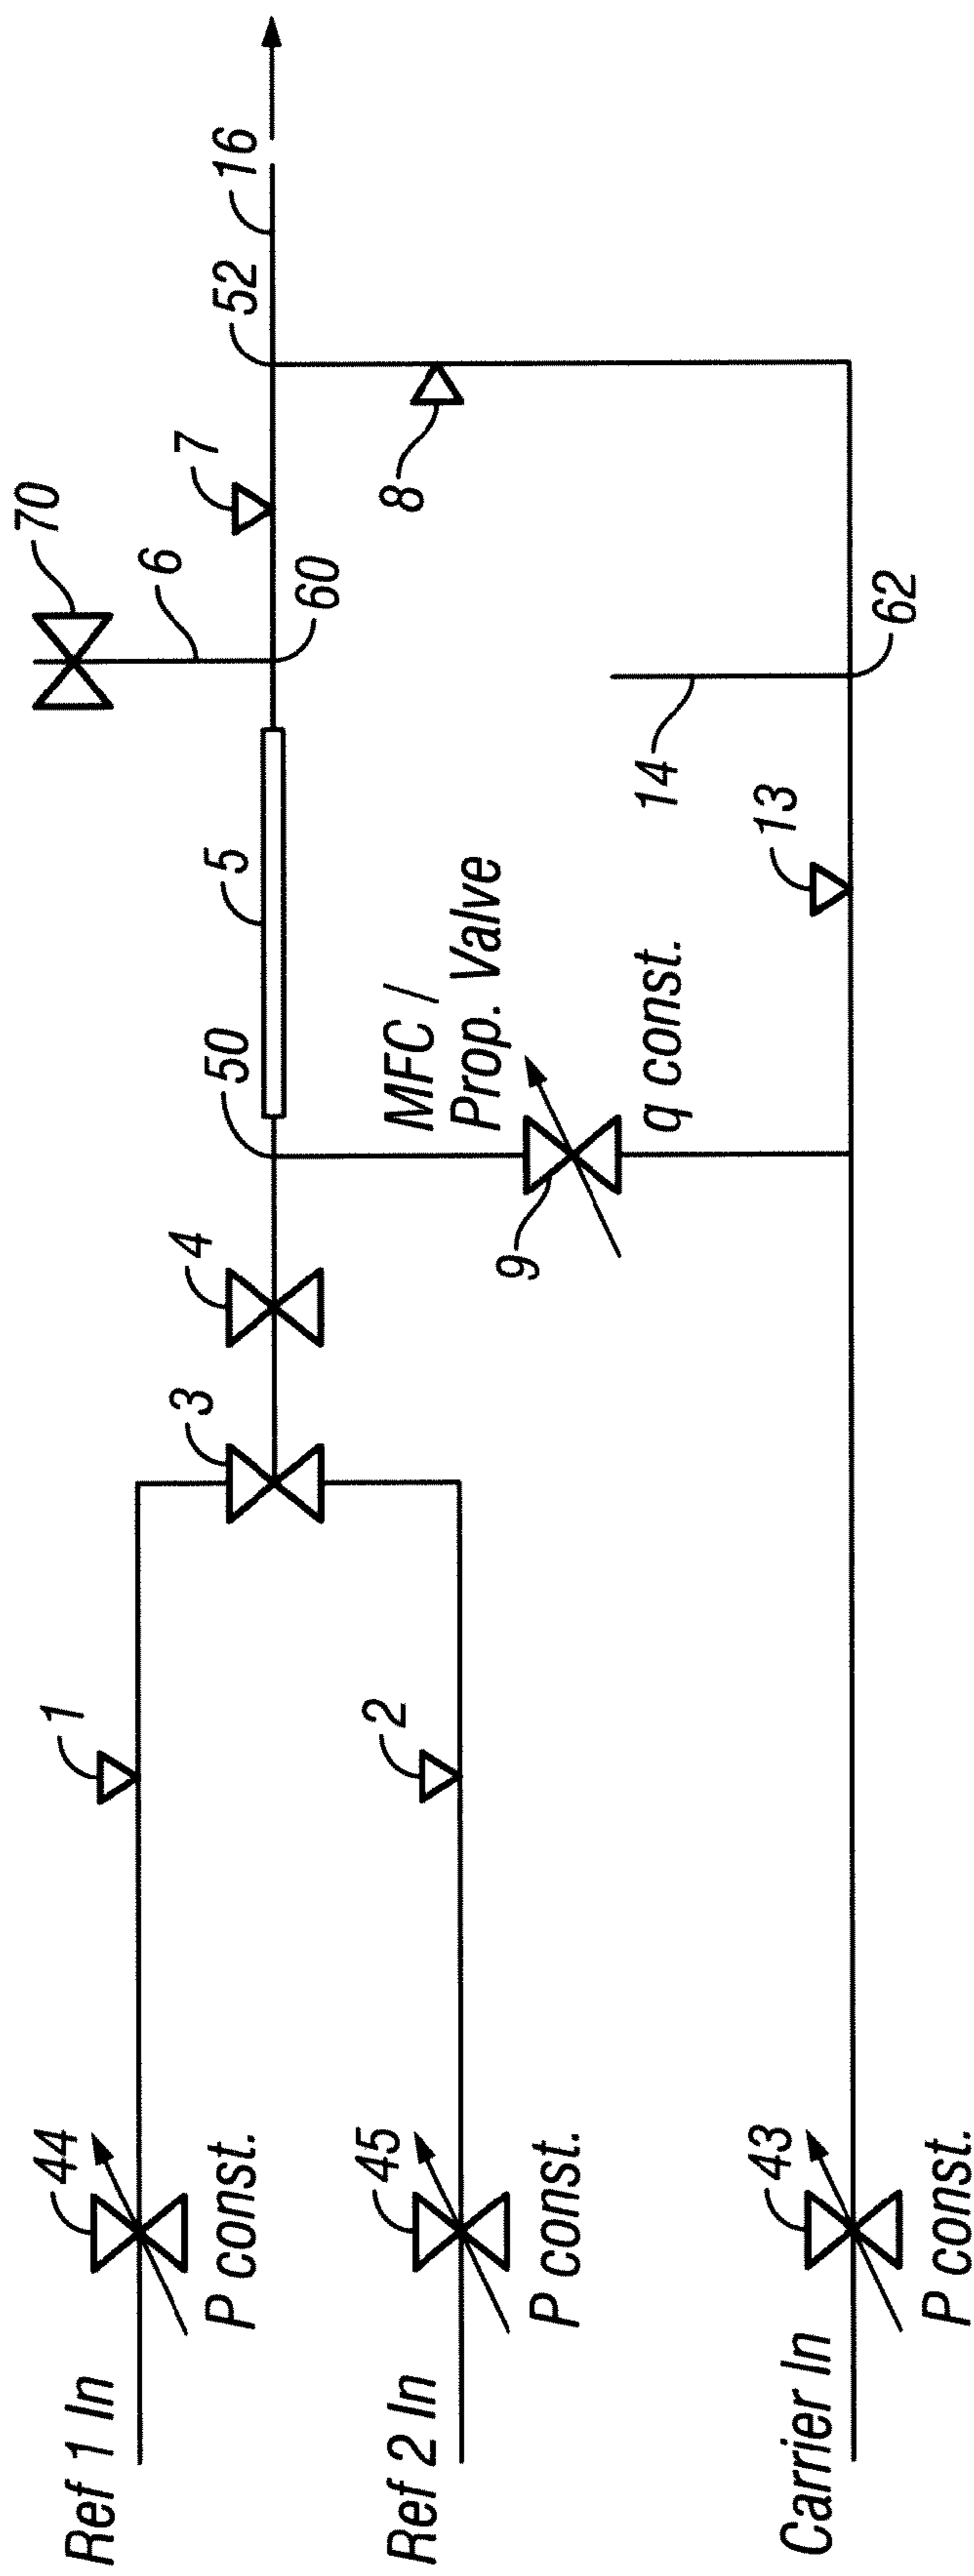 70
6
7
52
16
60
8
5
50
4
3
MFC /
Prop. Valve
9
q const.
14
62
13
1
2
44
P const.
Ref 1 In
45
P const.
Ref 2 In
43
P const.
Carrier In